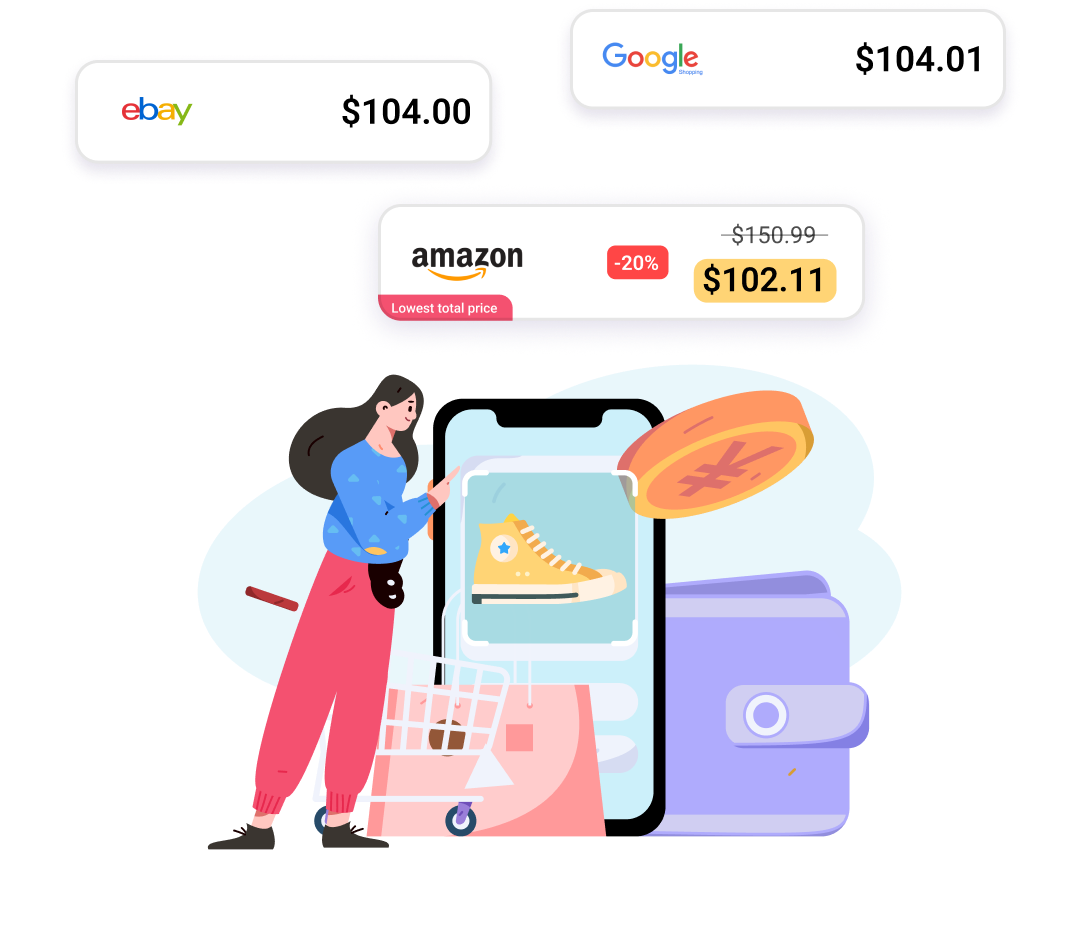 Google
Shopping
$104.01
ebay
$104.00
amazon
-20%
$150.99
$102.11
Lowest total price
¥